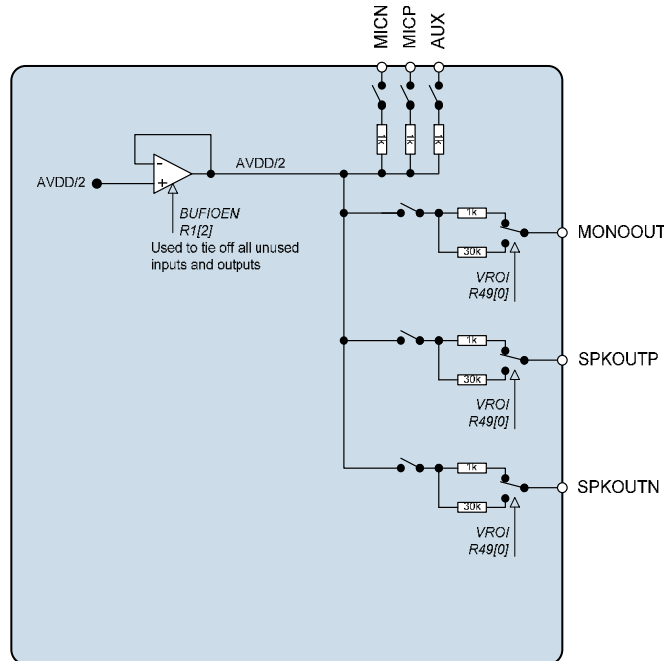 MICN
MICP
AUX
1k
1k
1k
AVDD/2
-
+
AVDD/2
BUFIOEN
R1[2]
Used to tie off all unused
inputs and outputs
1k
30k
MONOOUT
VROI
R49[0]
1k
30k
SPKOUTP
VROI
R49[0]
1k
30k
SPKOUTN
VROI
R49[0]